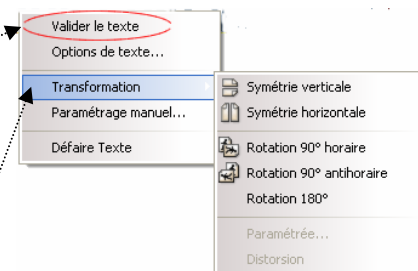 Valider le texte
Options de texte...
Transformation
Paramétrage manuel...
Défaire Texte
Symétrie verticale
Symétrie horizontale
Rotation 90° horaire
Rotation 90° antihoraire
Rotation 180°
Paramétrée...
Distorsion